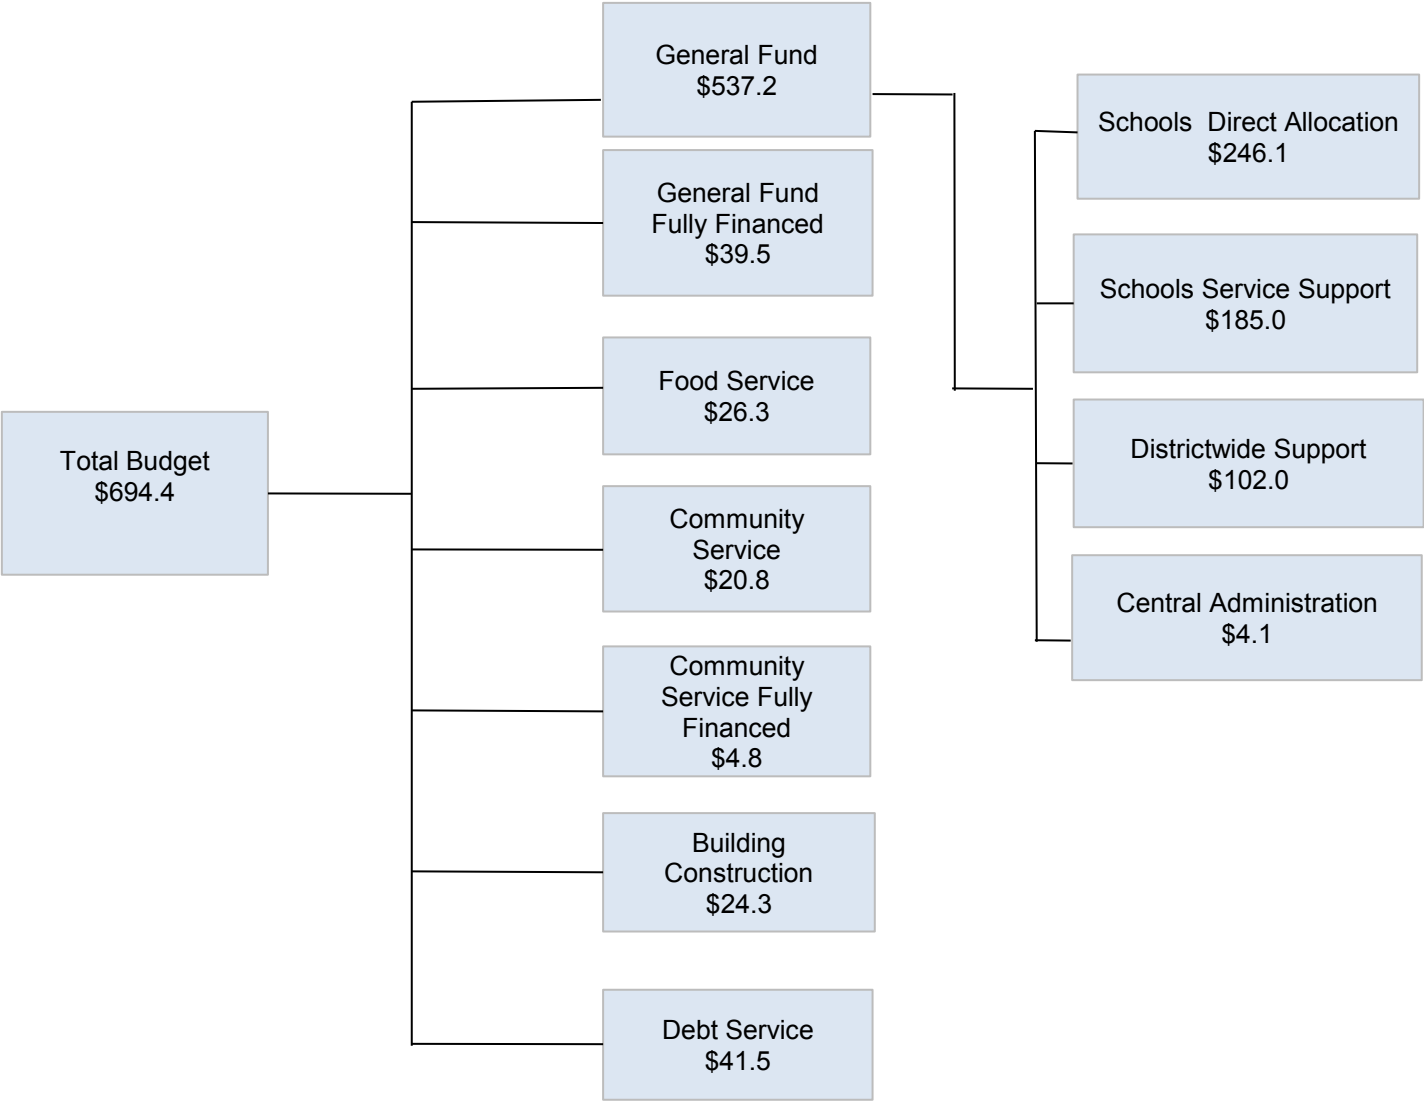 Total Budget
$694.4
General Fund
$537.2
General Fund
Fully Financed
$39.5
Food Service
$26.3
Community
Service
$20.8
Community
Service Fully
Financed
$4.8
Building
Construction
$24.3
Debt Service
$41.5
Schools  Direct Allocation
$246.1
Schools Service Support
$185.0
Districtwide Support
$102.0
Central Administration
$4.1